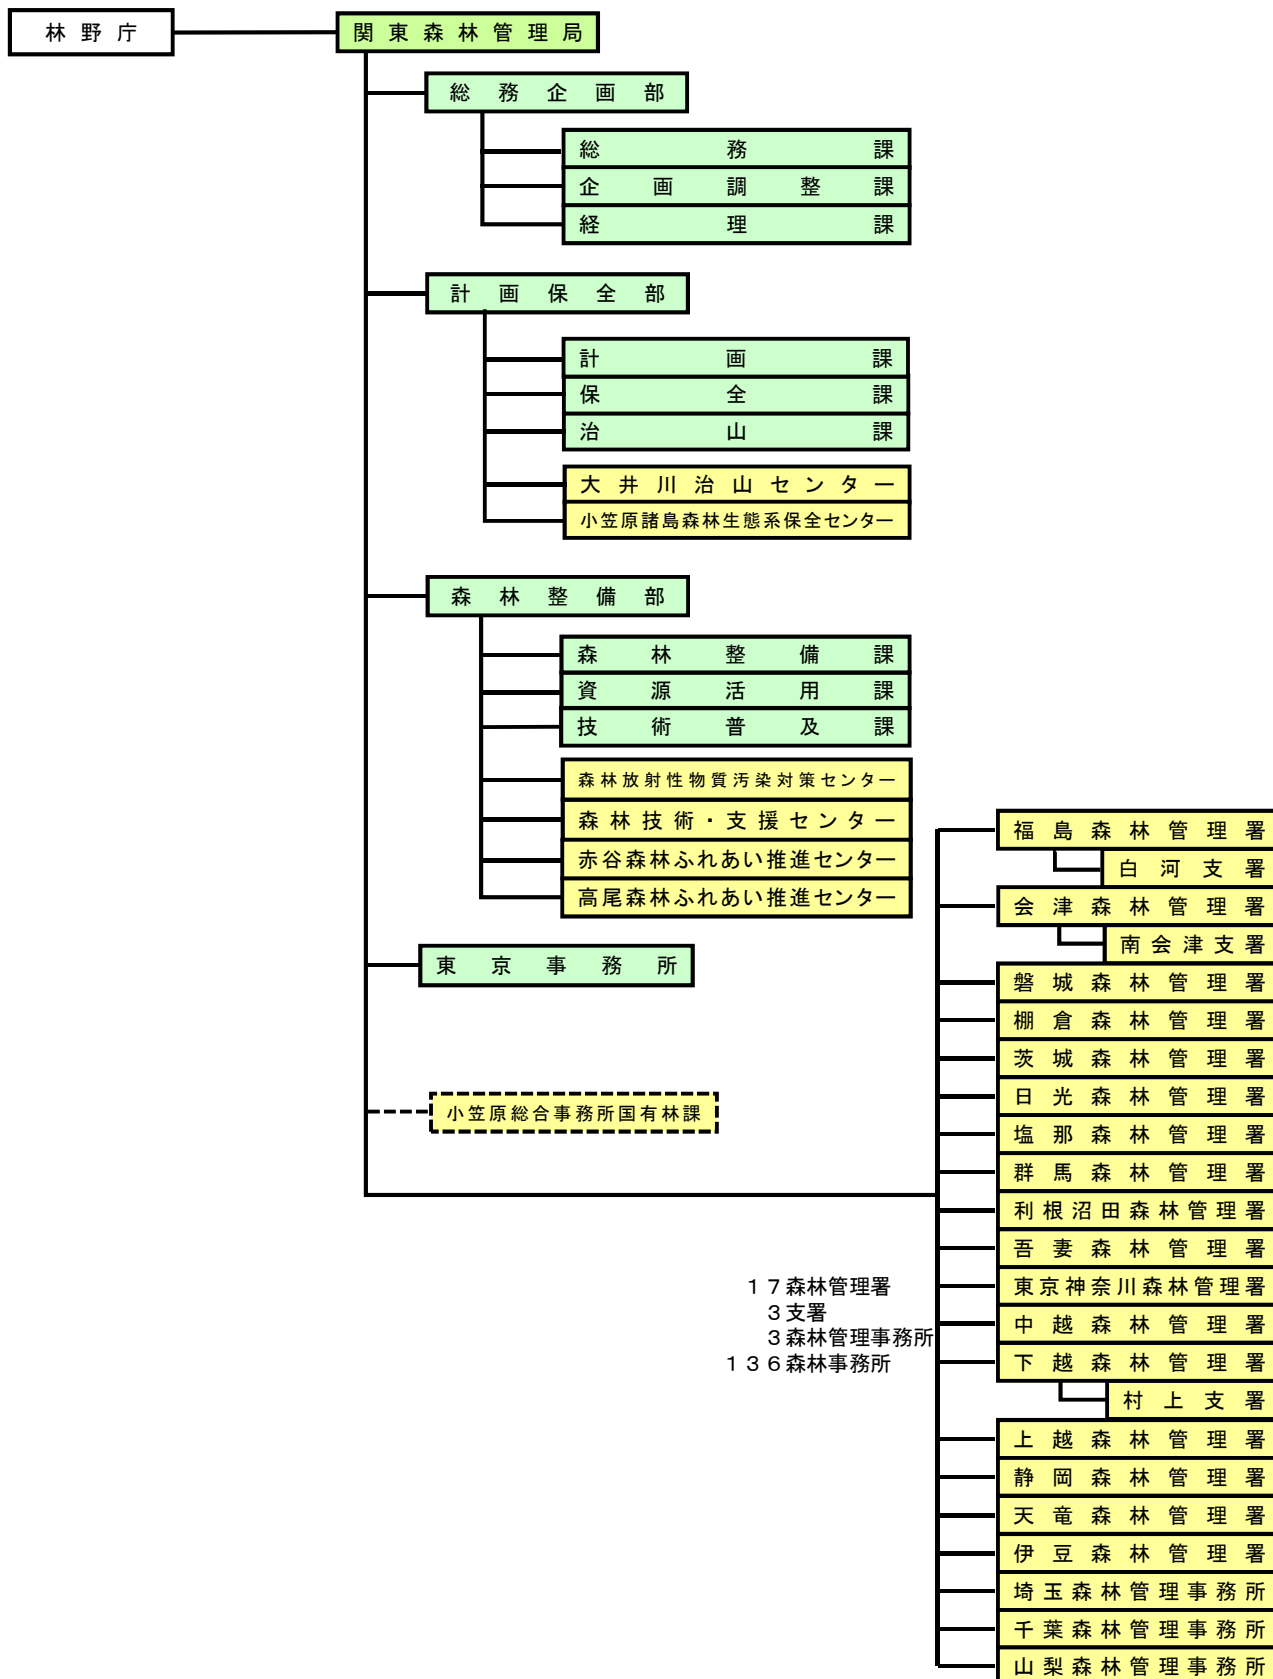 林野庁
関東森林管理局
総務企画部
総務課
企画調整課
経理課
計画保全部
計画課
保全課
治山課
大井川治山センター
小笠原諸島森林生態系保全センター
森林整備部
森林整備課
資源活用課
技術普及課
森林放射性物質汚染対策センター
森林技術・支援センター
赤谷森林ふれあい推進センター
高尾森林ふれあい推進センター
東京事務所
小笠原総合事務所国有林課
１７森林管理署
３支署
３森林管理事務所
１３６森林事務所
福島森林管理署
白河支署
会津森林管理署
南会津支署
磐城森林管理署
棚倉森林管理署
茨城森林管理署
日光森林管理署
塩那森林管理署
群馬森林管理署
利根沼田森林管理署
吾妻森林管理署
東京神奈川森林管理署
中越森林管理署
下越森林管理署
村上支署
上越森林管理署
静岡森林管理署
天竜森林管理署
伊豆森林管理署
埼玉森林管理事務所
千葉森林管理事務所
山梨森林管理事務所